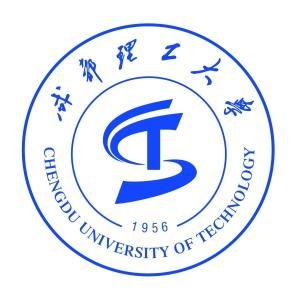 成都理工大学
1956
CHENGDU UNIVERSITY OF TECHNOLOGY